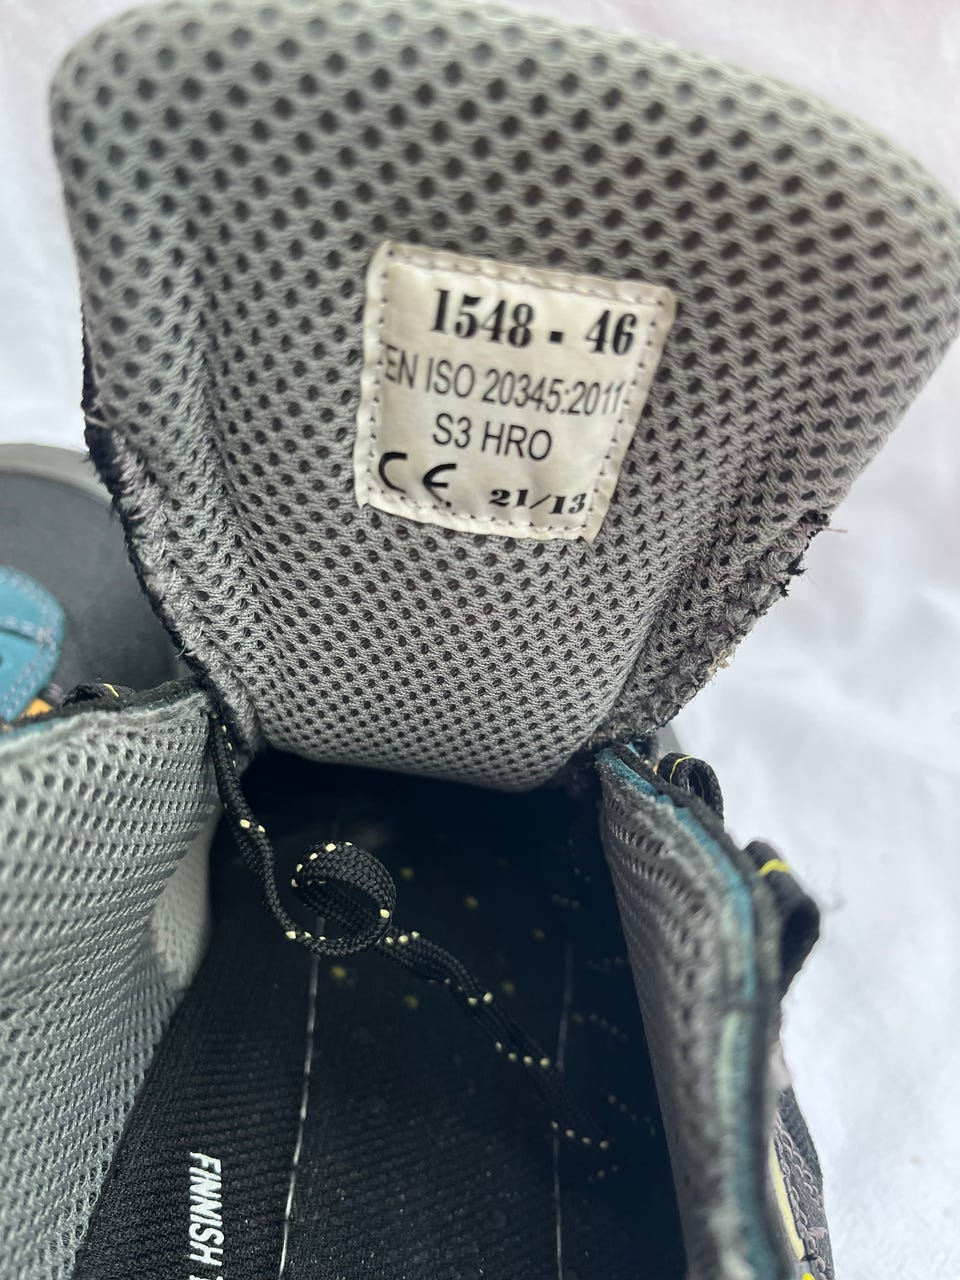 1548 - 46
EN ISO 20345:2011
S3 HRO
CE 21/13
FINNISH